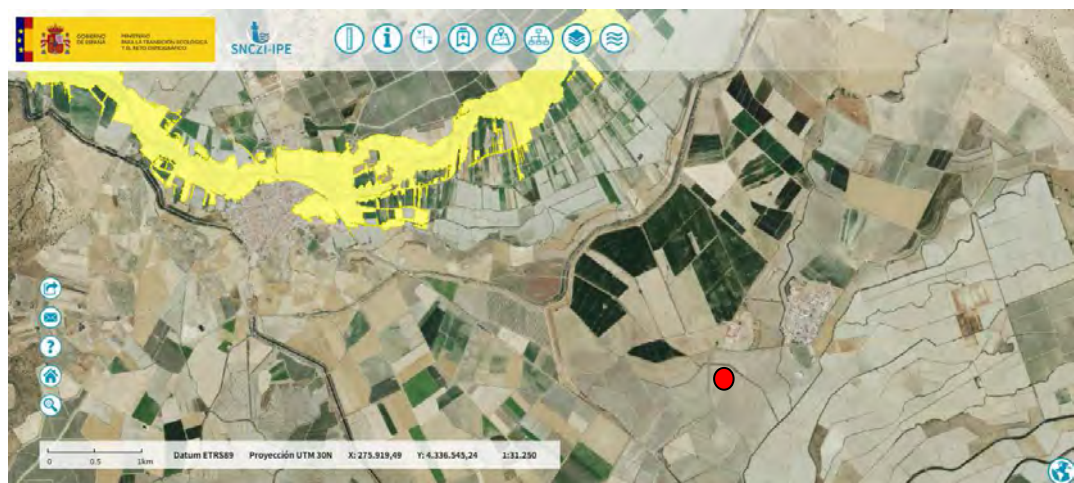 GOBIERNO
DE ESPAÑA
MINISTERIO
PARA LA TRANSICIÓN ECOLÓGICA
Y EL RETO DEMOGRÁFICO
SNCZI-IPE
i
?
0 0.5 1km
Datum ETRS89 Proyección UTM 30N X: 275.919,49 Y: 4.336.545,24 1:31.250